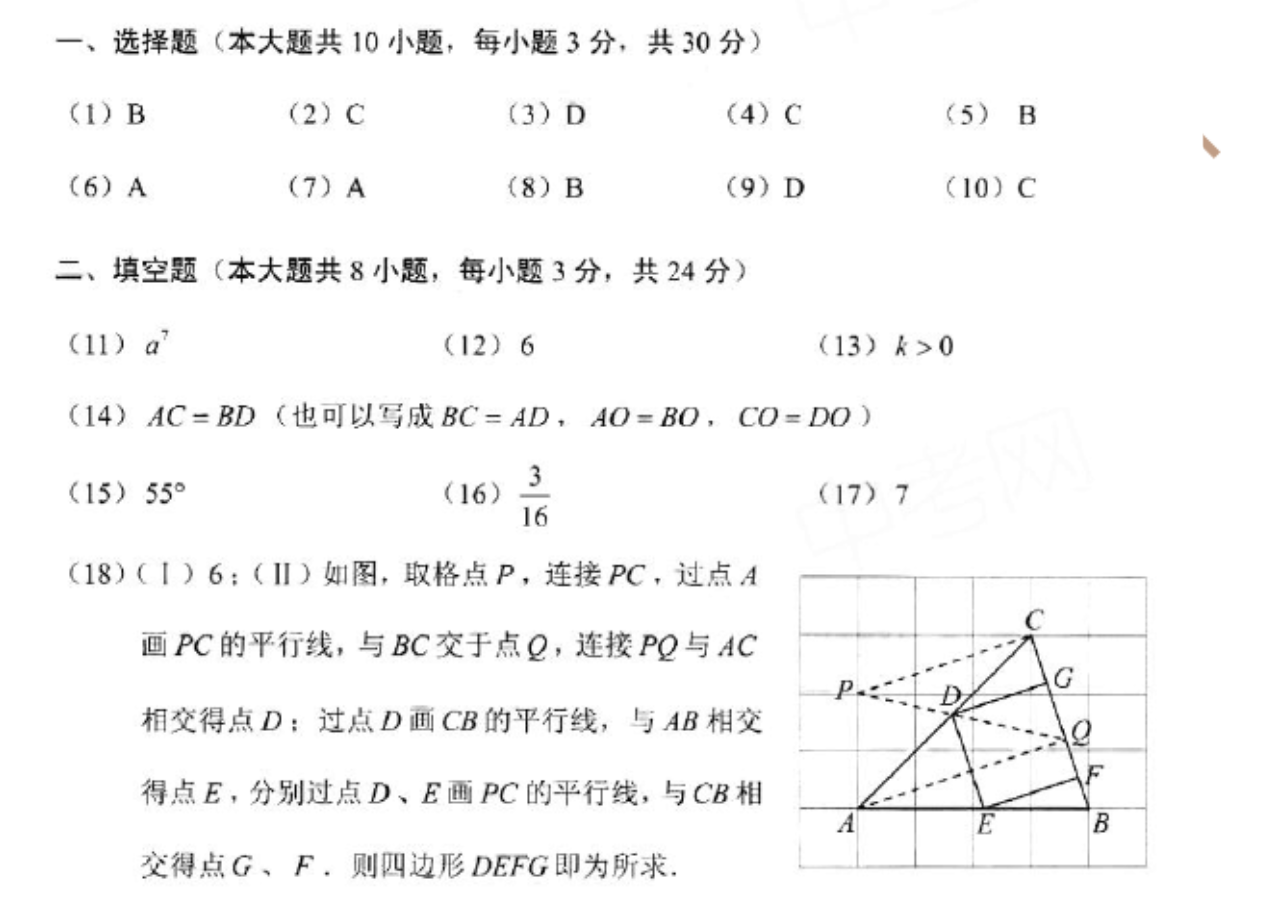 一、选择题（本大题共 10 小题，每小题 3 分，共 30 分）
（1）B （2）C （3）D （4）C （5） B
（6）A （7）A （8）B （9）D （10）C
二、填空题（本大题共 8 小题，每小题 3 分，共 24 分）
（11）a⁷ （12）6 （13）k > 0
（14）AC = BD（也可以写成 BC = AD，AO = BO，CO = DO）
（15）55° （16）3/16 （17）7
（18）（Ⅰ）6；（Ⅱ）如图，取格点 P，连接 PC，过点 A
画 PC 的平行线，与 BC 交于点 Q，连接 PQ 与 AC
相交得点 D；过点 D 画 CB 的平行线，与 AB 相交
得点 E，分别过点 D、E 画 PC 的平行线，与 CB 相
交得点 G、F．则四边形 DEFG 即为所求．
C
P D G
Q
F
A E B
中考网